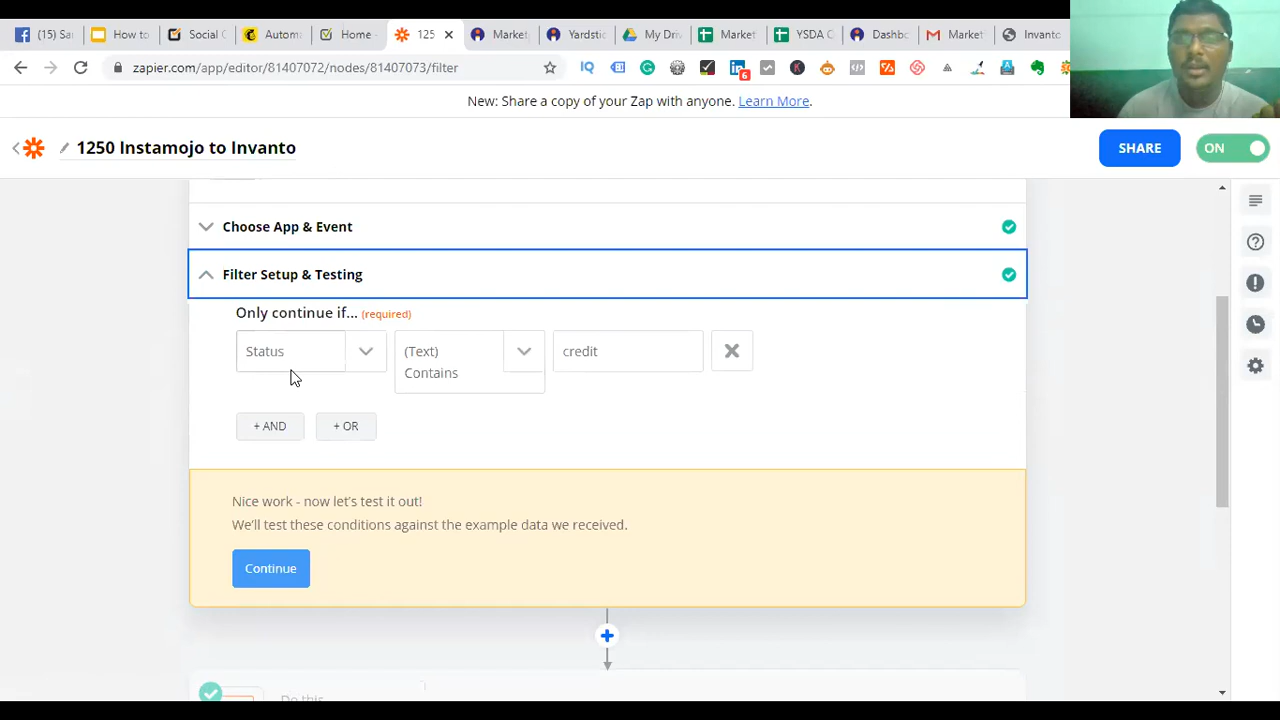 (15) Sa
How to
Social C
Autom
Home
125
Market
Yardstic
My Driv
Market
YSDA C
Dashbo
Market
Invanto
zapier.com/app/editor/81407072/nodes/81407073/filter
6
New: Share a copy of your Zap with anyone. Learn More.
1250 Instamojo to Invanto
SHARE
ON
Choose App & Event
Filter Setup & Testing
Only continue if... (required)
Status
(Text)
Contains
credit
+ AND
+ OR
Nice work - now let's test it out!
We'll test these conditions against the example data we received.
Continue
Do this